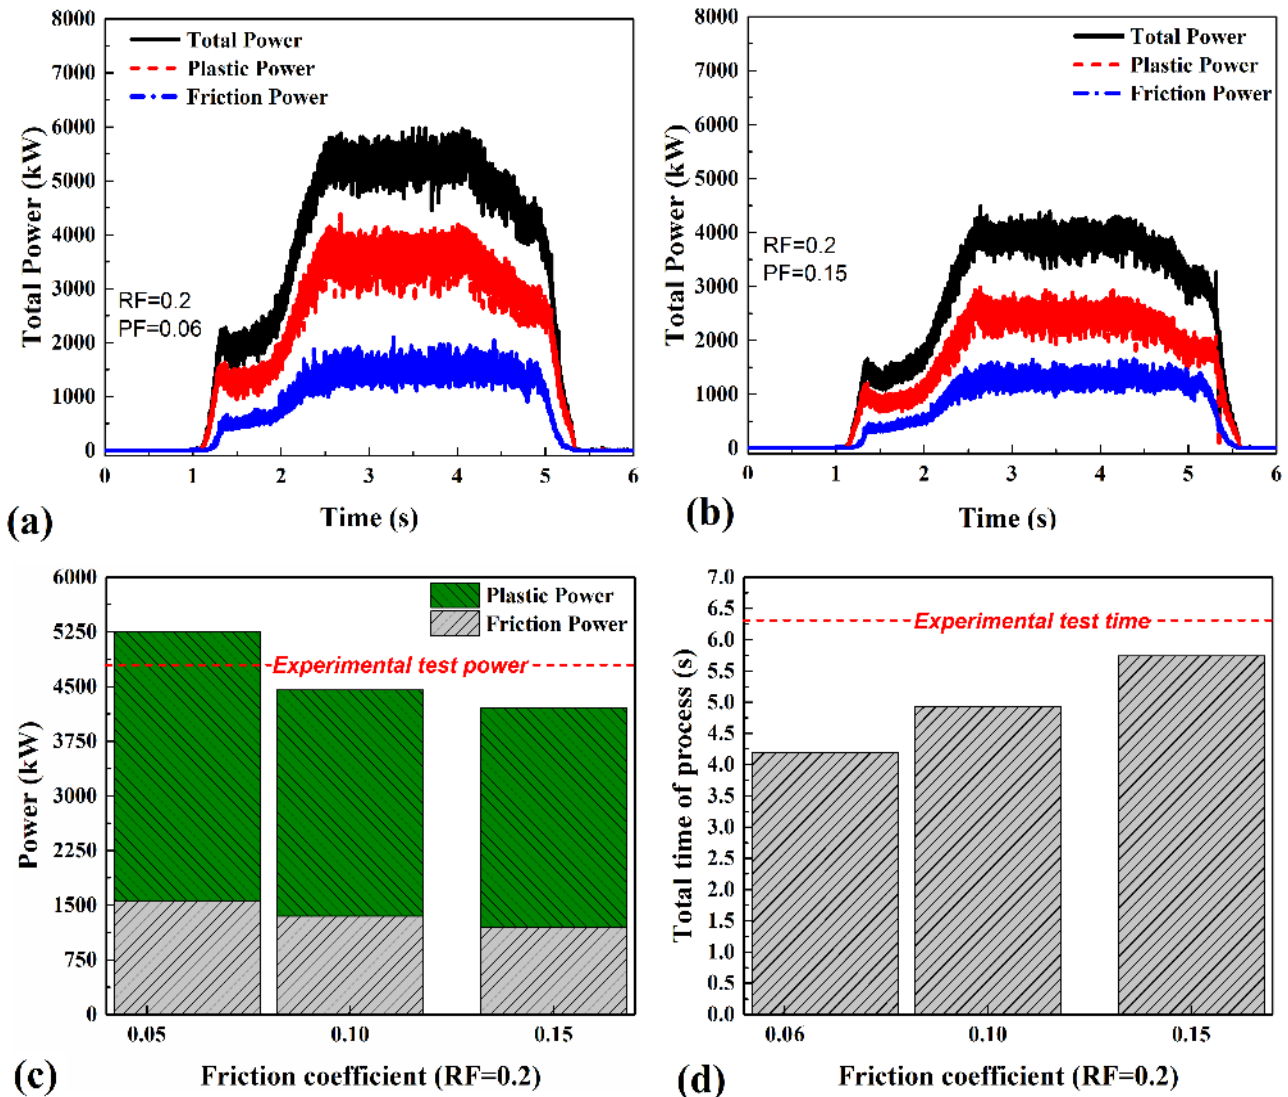 8000
7000
6000
5000
4000
3000
2000
1000
0
Total Power (kW)
Total Power
Plastic Power
Friction Power
RF=0.2
PF=0.06
0 1 2 3 4 5 6
Time (s)
(a)
8000
7000
6000
5000
4000
3000
2000
1000
0
Total Power (kW)
Total Power
Plastic Power
Friction Power
RF=0.2
PF=0.15
0 1 2 3 4 5 6
Time (s)
(b)
6000
5250
4500
3750
3000
2250
1500
750
0
Power (kW)
Plastic Power
Friction Power
Experimental test power
0.05 0.10 0.15
Friction coefficient (RF=0.2)
(c)
7.0
6.5
6.0
5.5
5.0
4.5
4.0
3.5
3.0
2.5
2.0
1.5
1.0
0.5
0.0
Total time of process (s)
Experimental test time
0.06 0.10 0.15
Friction coefficient (RF=0.2)
(d)